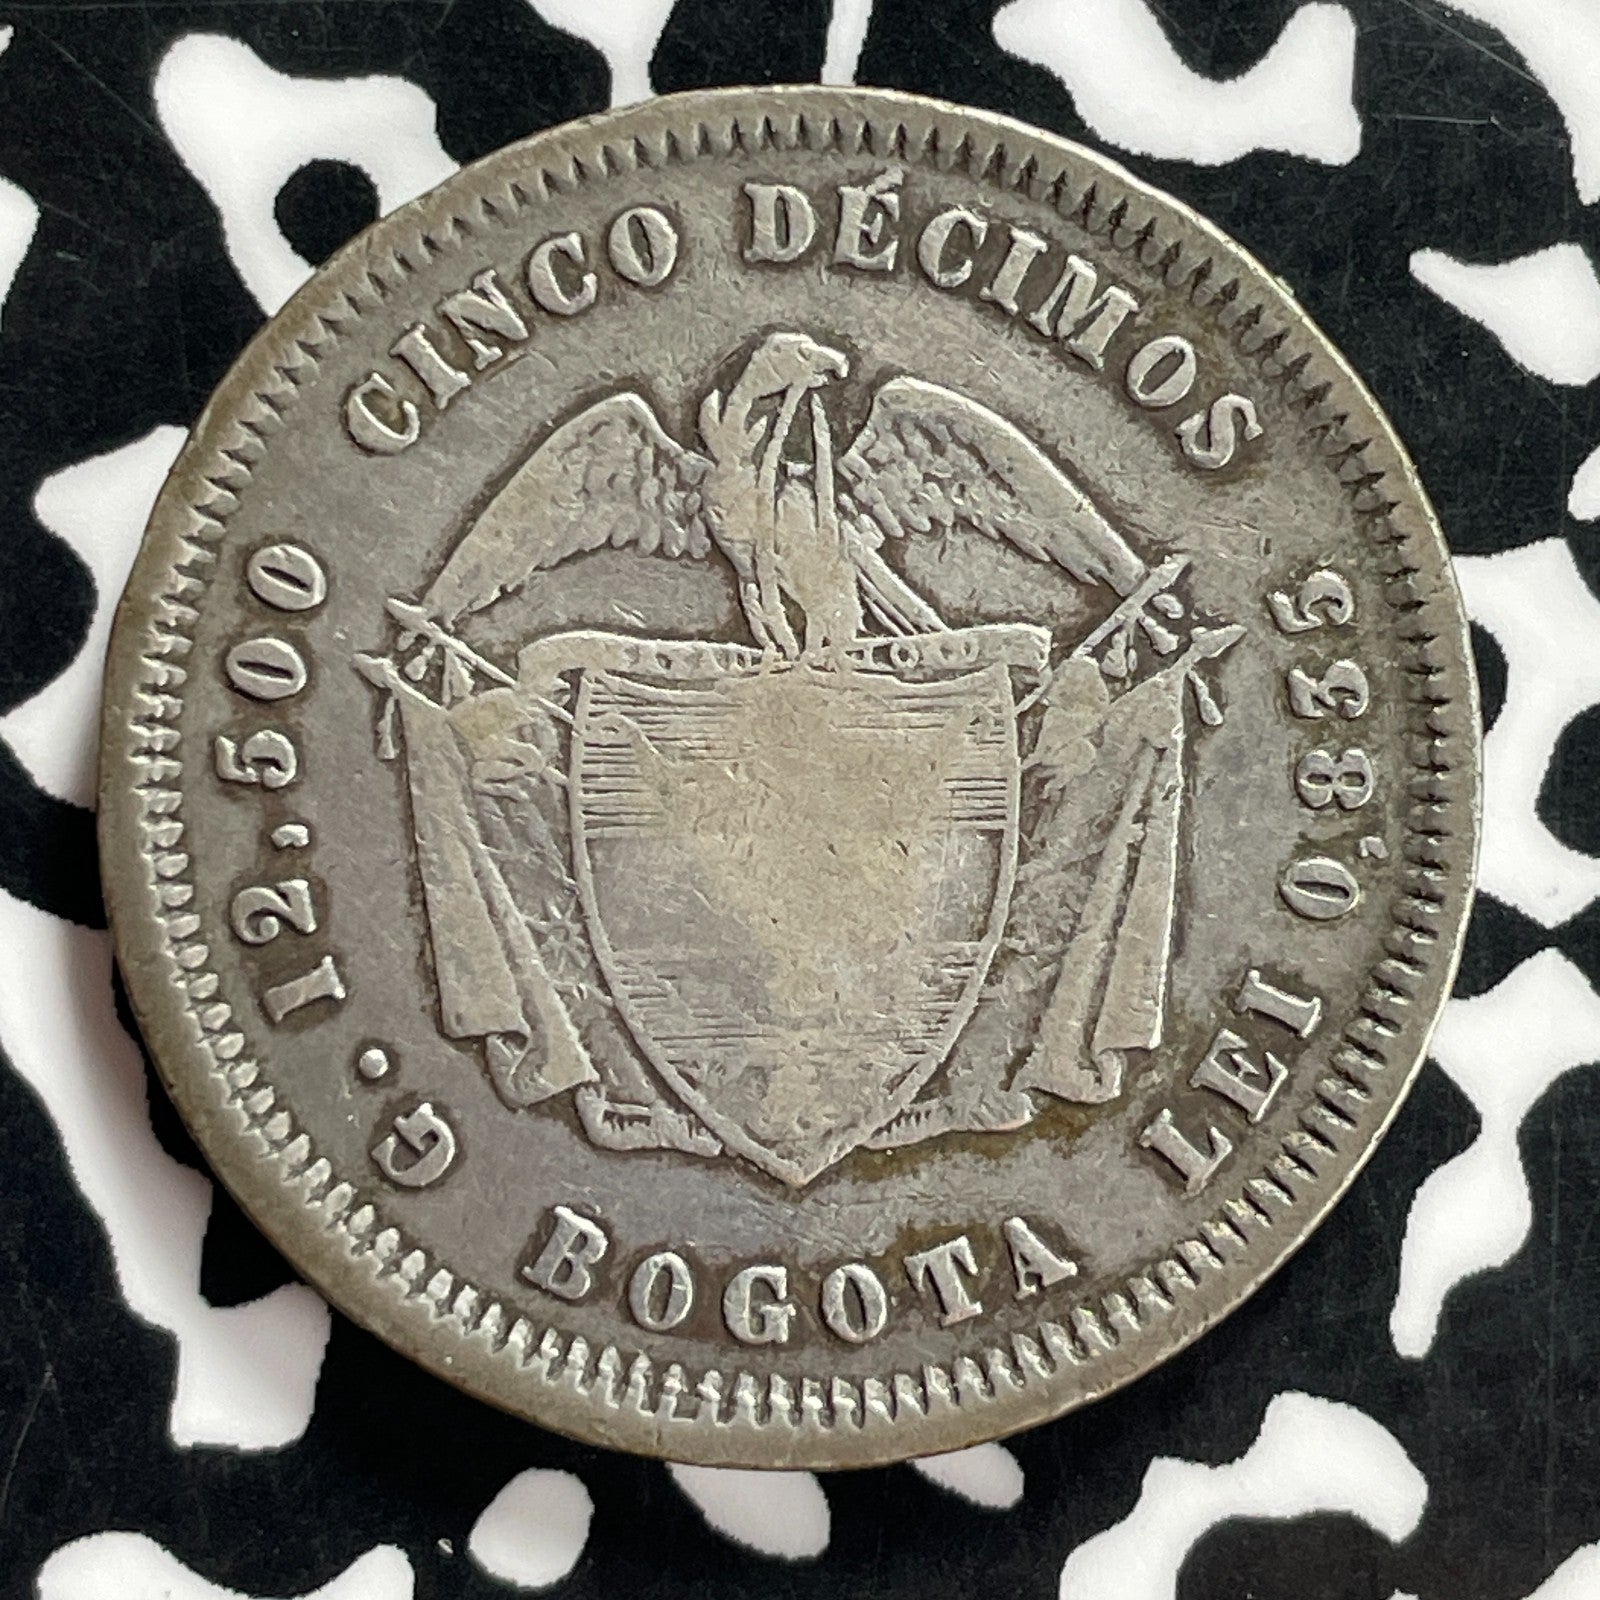 CINCO DÉCIMOS
G. 12,500
BOGOTA
LEI 0,835